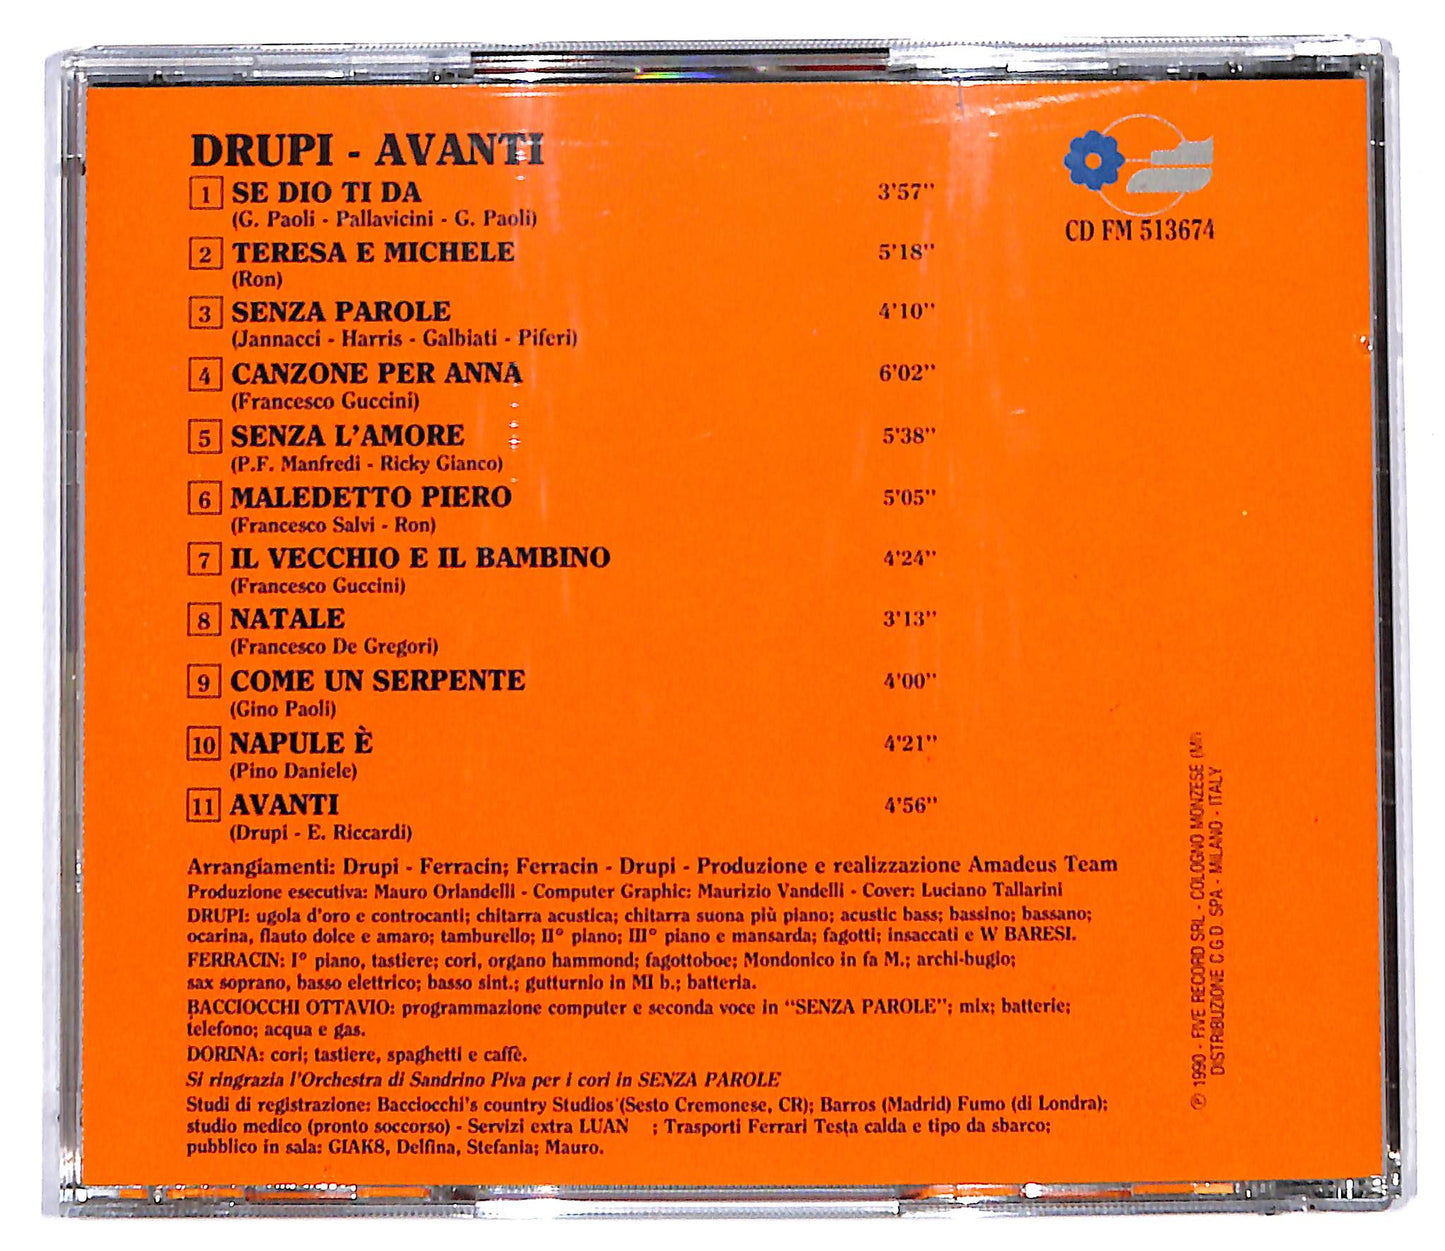 DRUPI - AVANTI
1 SE DIO TI DA 3'57''
(G. Paoli - Pallavicini - G. Paoli)
2 TERESA E MICHELE 5'18''
(Ron)
3 SENZA PAROLE 4'10''
(Jannacci - Harris - Galbiati - Piferi)
4 CANZONE PER ANNA 6'02''
(Francesco Guccini)
5 SENZA L'AMORE 5'38''
(P.F. Manfredi - Ricky Gianco)
6 MALEDETTO PIERO 5'05''
(Francesco Salvi - Ron)
7 IL VECCHIO E IL BAMBINO 4'24''
(Francesco Guccini)
8 NATALE 3'13''
(Francesco De Gregori)
9 COME UN SERPENTE 4'00''
(Gino Paoli)
10 NAPULE È 4'21''
(Pino Daniele)
11 AVANTI 4'56''
(Drupi - E. Riccardi)
Arrangiamenti: Drupi - Ferracin; Ferracin - Drupi - Produzione e realizzazione Amadeus Team
Produzione esecutiva: Mauro Orlandelli - Computer Graphic: Maurizio Vandelli - Cover: Luciano Tallarini
DRUPI: ugola d'oro e controcanti; chitarra acustica; chitarra suona più piano; acustic bass; bassino; bassano;
ocarina, flauto dolce e amaro; tamburello; II° piano; III° piano e mansarda; fagotti; insaccati e W BARESI.
FERRACIN: I° piano, tastiere; cori, organo hammond; fagottoboe; Mondonico in fa M.; archi-bugio;
sax soprano, basso elettrico; basso sint.; gutturnio in MI b.; batteria.
BACCIOCCHI OTTAVIO: programmazione computer e seconda voce in "SENZA PAROLE"; mix; batterie;
telefono; acqua e gas.
DORINA: cori; tastiere, spaghetti e caffè.
Si ringrazia l'Orchestra di Sandrino Piva per i cori in SENZA PAROLE
Studi di registrazione: Bacciocchi's country Studios (Sesto Cremonese, CR); Barros (Madrid) Fumo (di Londra);
studio medico (pronto soccorso) - Servizi extra LUAN ; Trasporti Ferrari Testa calda e tipo da sbarco;
pubblico in sala: GIAK8, Delfina, Stefania; Mauro.
CD FM 513674
℗ 1990 - FIVE RECORD SRL - COLOGNO MONZESE (MI)
DISTRIBUZIONE C.G.D. SPA - MILANO - ITALY